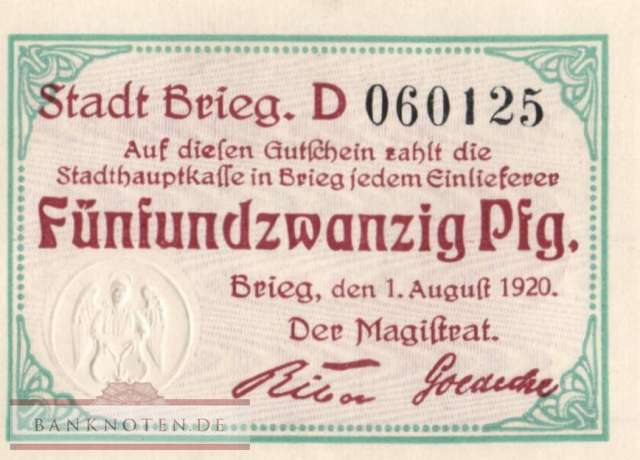 Stadt Brieg. D 060125
Auf dieſen Gutſchein zahlt die
Stadthauptkaſſe in Brieg jedem Einlieferer
Fünfundzwanzig Pfg.
Brieg, den 1. Auguſt 1920.
Der Magiſtrat.
Goedecke
BANKNOTEN.DE